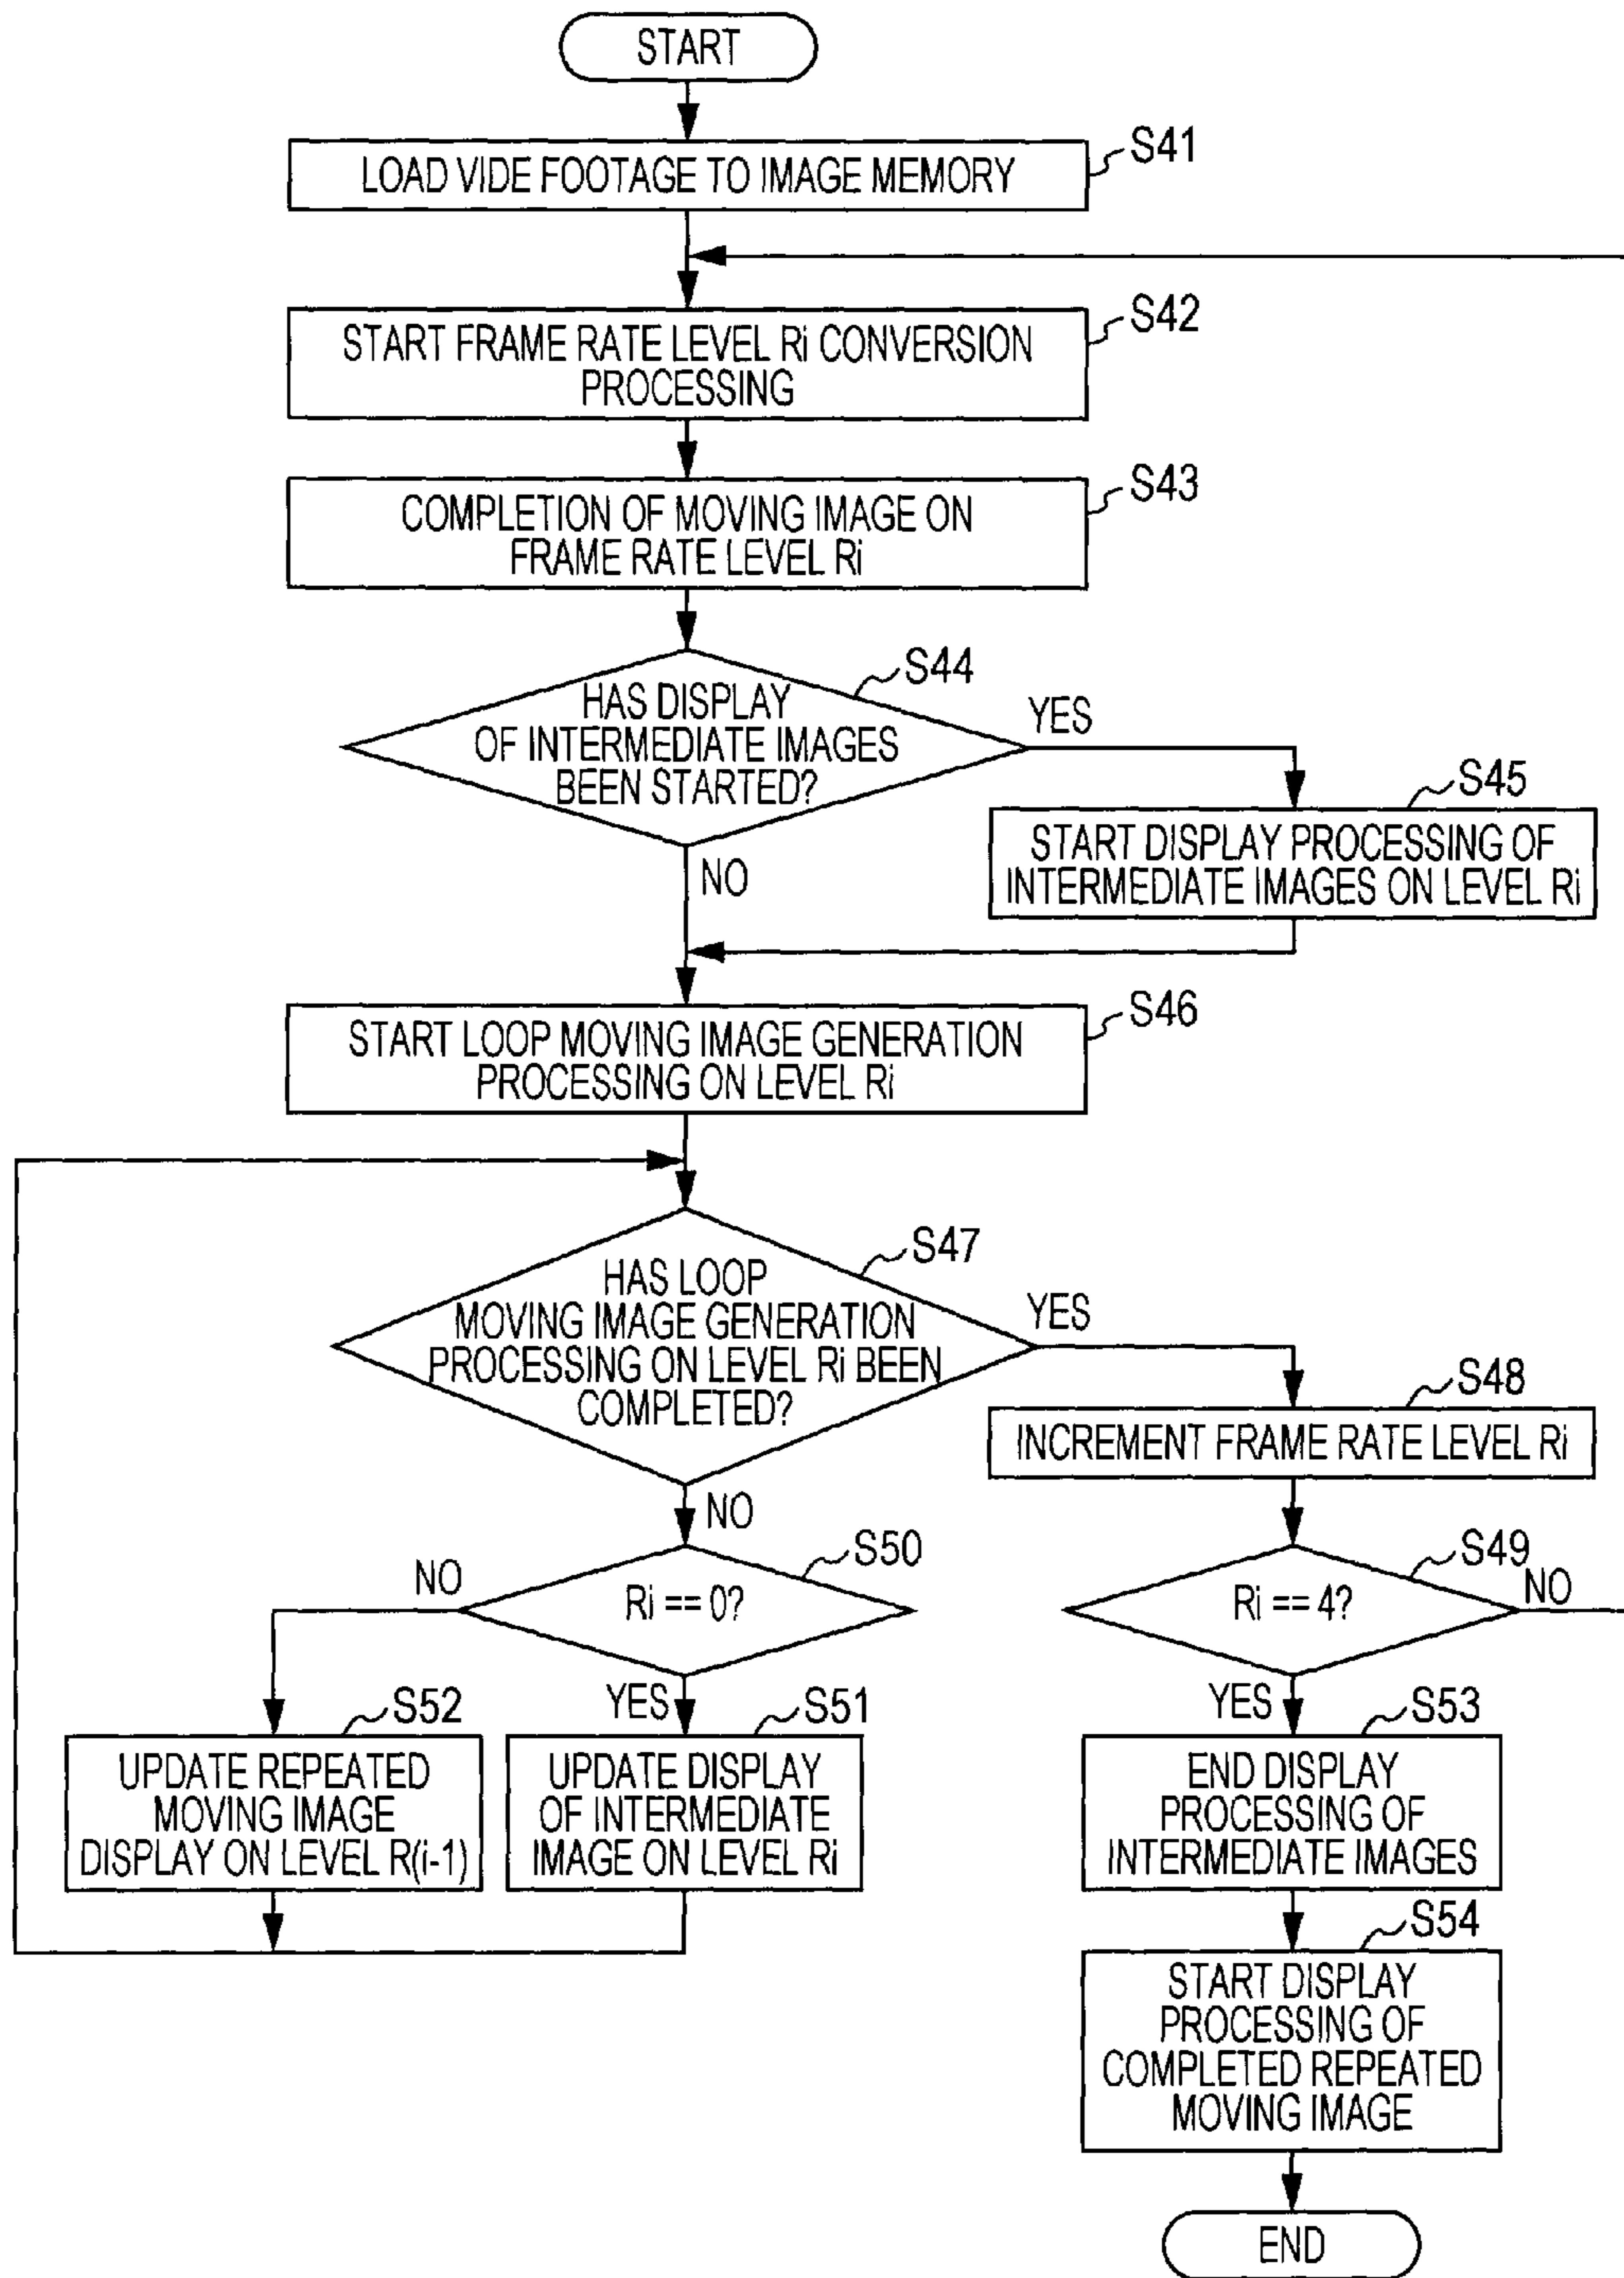 START
S41
LOAD VIDE FOOTAGE TO IMAGE MEMORY
S42
START FRAME RATE LEVEL Ri CONVERSION
PROCESSING
S43
COMPLETION OF MOVING IMAGE ON
FRAME RATE LEVEL Ri
S44
HAS DISPLAY
OF INTERMEDIATE IMAGES
BEEN STARTED?
YES
NO
S45
START DISPLAY PROCESSING OF
INTERMEDIATE IMAGES ON LEVEL Ri
S46
START LOOP MOVING IMAGE GENERATION
PROCESSING ON LEVEL Ri
S47
HAS LOOP
MOVING IMAGE GENERATION
PROCESSING ON LEVEL Ri BEEN
COMPLETED?
YES
NO
S48
INCREMENT FRAME RATE LEVEL Ri
S50
Ri == 0?
NO
YES
S49
Ri == 4?
NO
YES
S52
UPDATE REPEATED
MOVING IMAGE
DISPLAY ON LEVEL R(i-1)
S51
UPDATE DISPLAY
OF INTERMEDIATE
IMAGE ON LEVEL Ri
S53
END DISPLAY
PROCESSING OF
INTERMEDIATE IMAGES
S54
START DISPLAY
PROCESSING OF
COMPLETED REPEATED
MOVING IMAGE
END